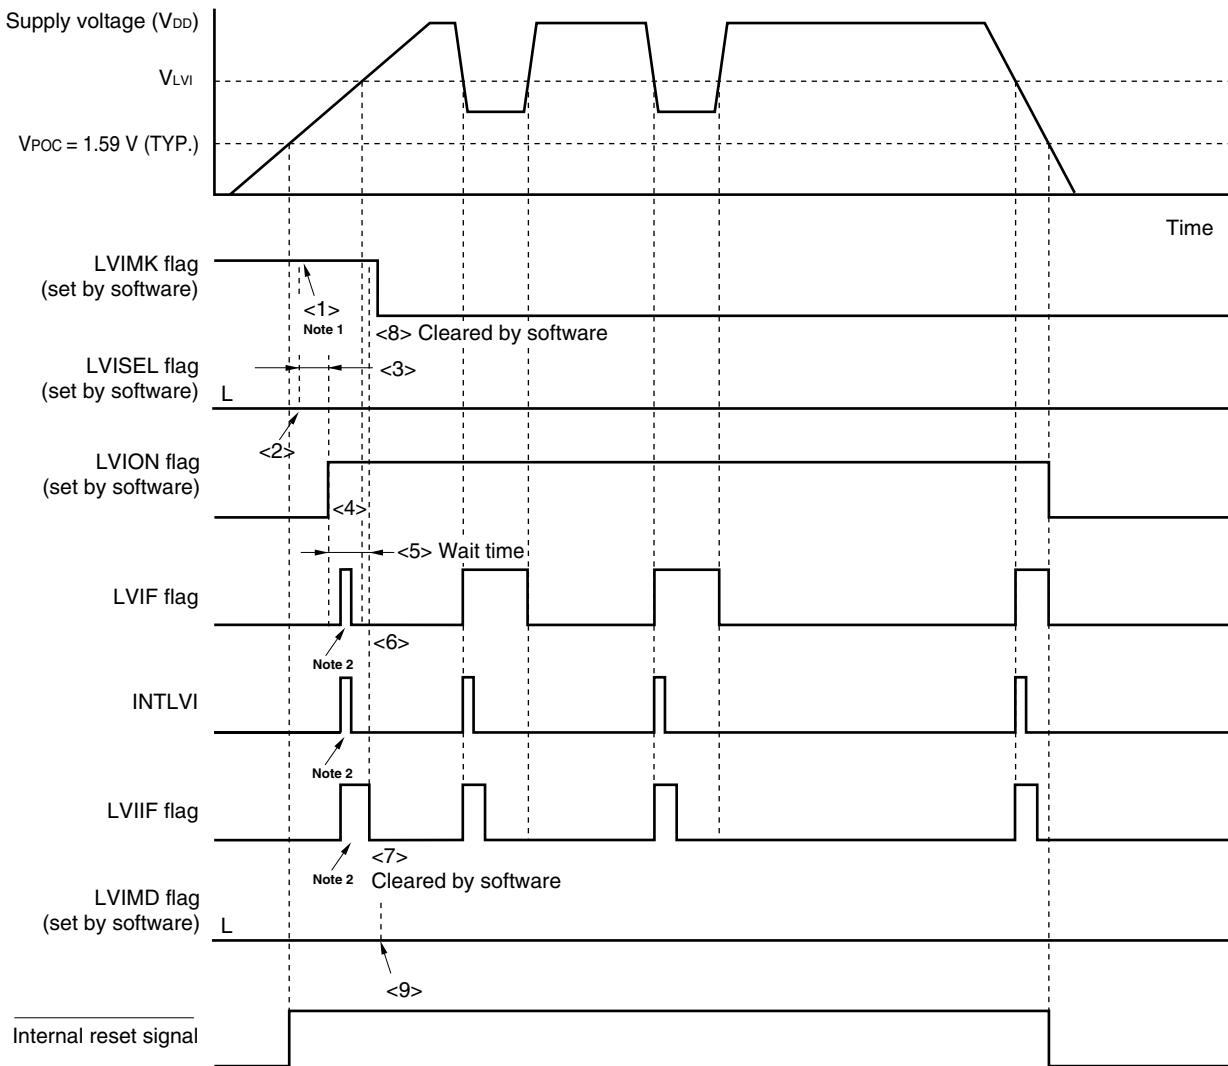 Supply voltage (VDD)
VLVI
VPOC = 1.59 V (TYP.)
Time
LVIMK flag
(set by software)
<1>
Note 1
<8> Cleared by software
LVISEL flag
(set by software)
L
<3>
<2>
LVION flag
(set by software)
<4>
<5> Wait time
LVIF flag
<6>
Note 2
INTLVI
Note 2
LVIIF flag
<7>
Note 2
Cleared by software
LVIMD flag
(set by software)
L
<9>
Internal reset signal